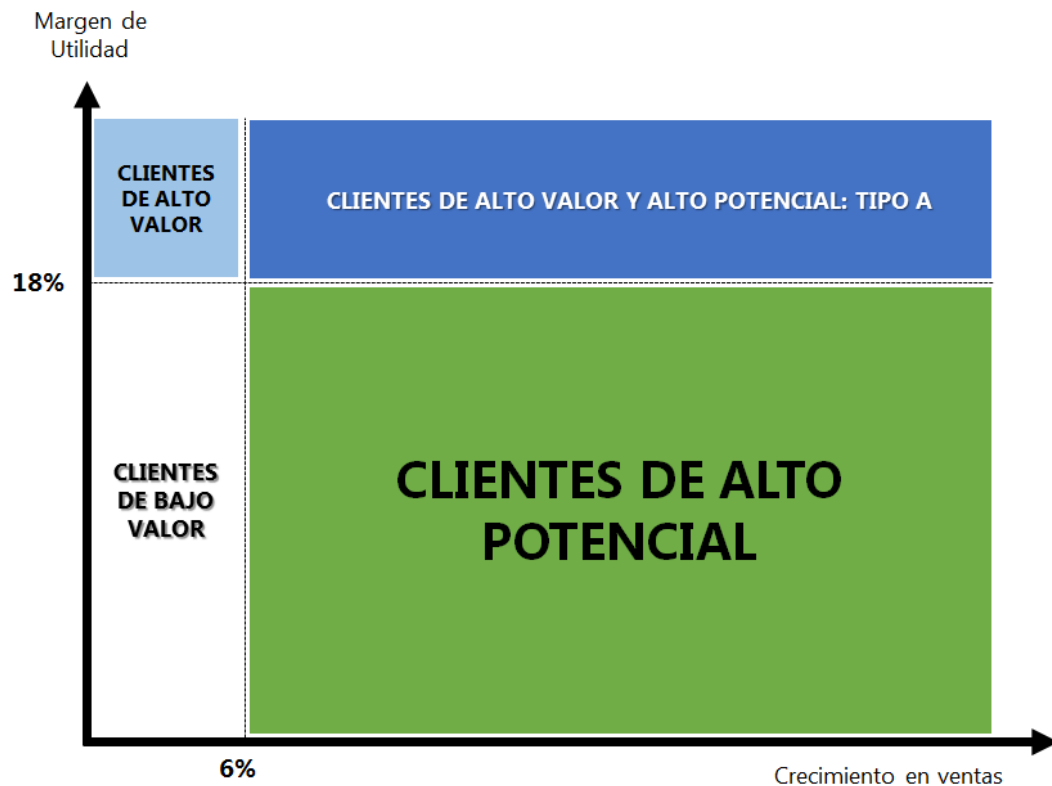 Margen de
Utilidad
CLIENTES
DE ALTO
VALOR
CLIENTES DE ALTO VALOR Y ALTO POTENCIAL: TIPO A
18%
CLIENTES
DE BAJO
VALOR
CLIENTES DE ALTO
POTENCIAL
6%
Crecimiento en ventas